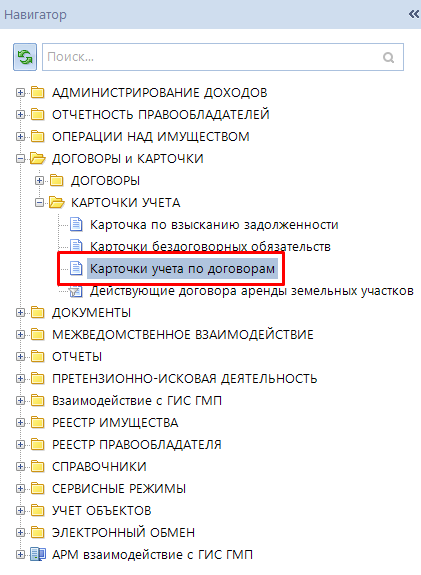 Навигатор
Поиск...
АДМИНИСТРИРОВАНИЕ ДОХОДОВ
ОТЧЕТНОСТЬ ПРАВООБЛАДАТЕЛЕЙ
ОПЕРАЦИИ НАД ИМУЩЕСТВОМ
ДОГОВОРЫ и КАРТОЧКИ
ДОГОВОРЫ
КАРТОЧКИ УЧЕТА
Карточка по взысканию задолженности
Карточки бездоговорных обязательств
Карточки учета по договорам
Действующие договора аренды земельных участков
ДОКУМЕНТЫ
МЕЖВЕДОМСТВЕННОЕ ВЗАИМОДЕЙСТВИЕ
ОТЧЕТЫ
ПРЕТЕНЗИОННО-ИСКОВАЯ ДЕЯТЕЛЬНОСТЬ
Взаимодействие с ГИС ГМП
РЕЕСТР ИМУЩЕСТВА
РЕЕСТР ПРАВООБЛАДАТЕЛЯ
СПРАВОЧНИКИ
СЕРВИСНЫЕ РЕЖИМЫ
УЧЕТ ОБЪЕКТОВ
ЭЛЕКТРОННЫЙ ОБМЕН
АРМ взаимодействие с ГИС ГМП